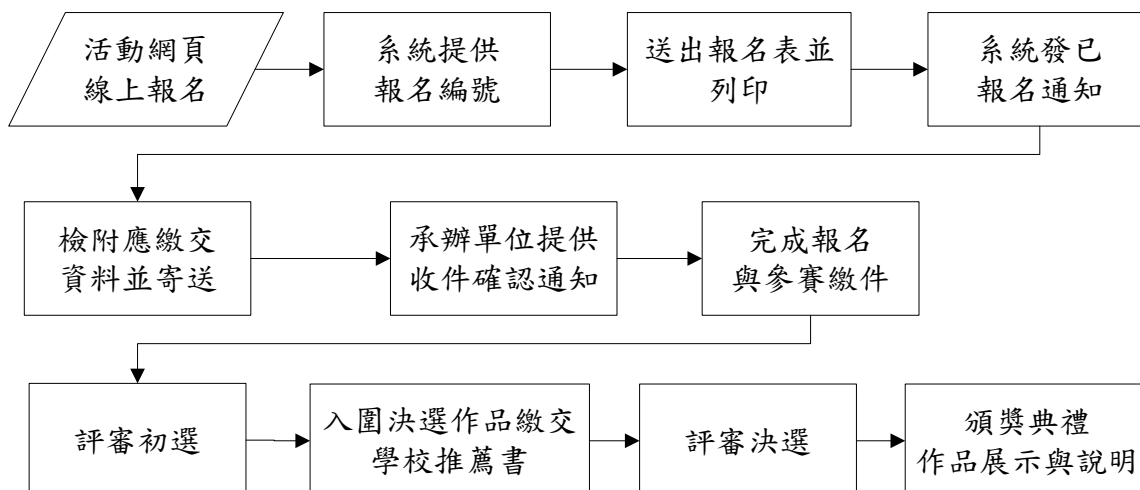 活動網頁
線上報名
系統提供
報名編號
送出報名表並
列印
系統發已
報名通知
檢附應繳交
資料並寄送
承辦單位提供
收件確認通知
完成報名
與參賽繳件
評審初選
入圍決選作品繳交
學校推薦書
評審決選
頒獎典禮
作品展示與說明